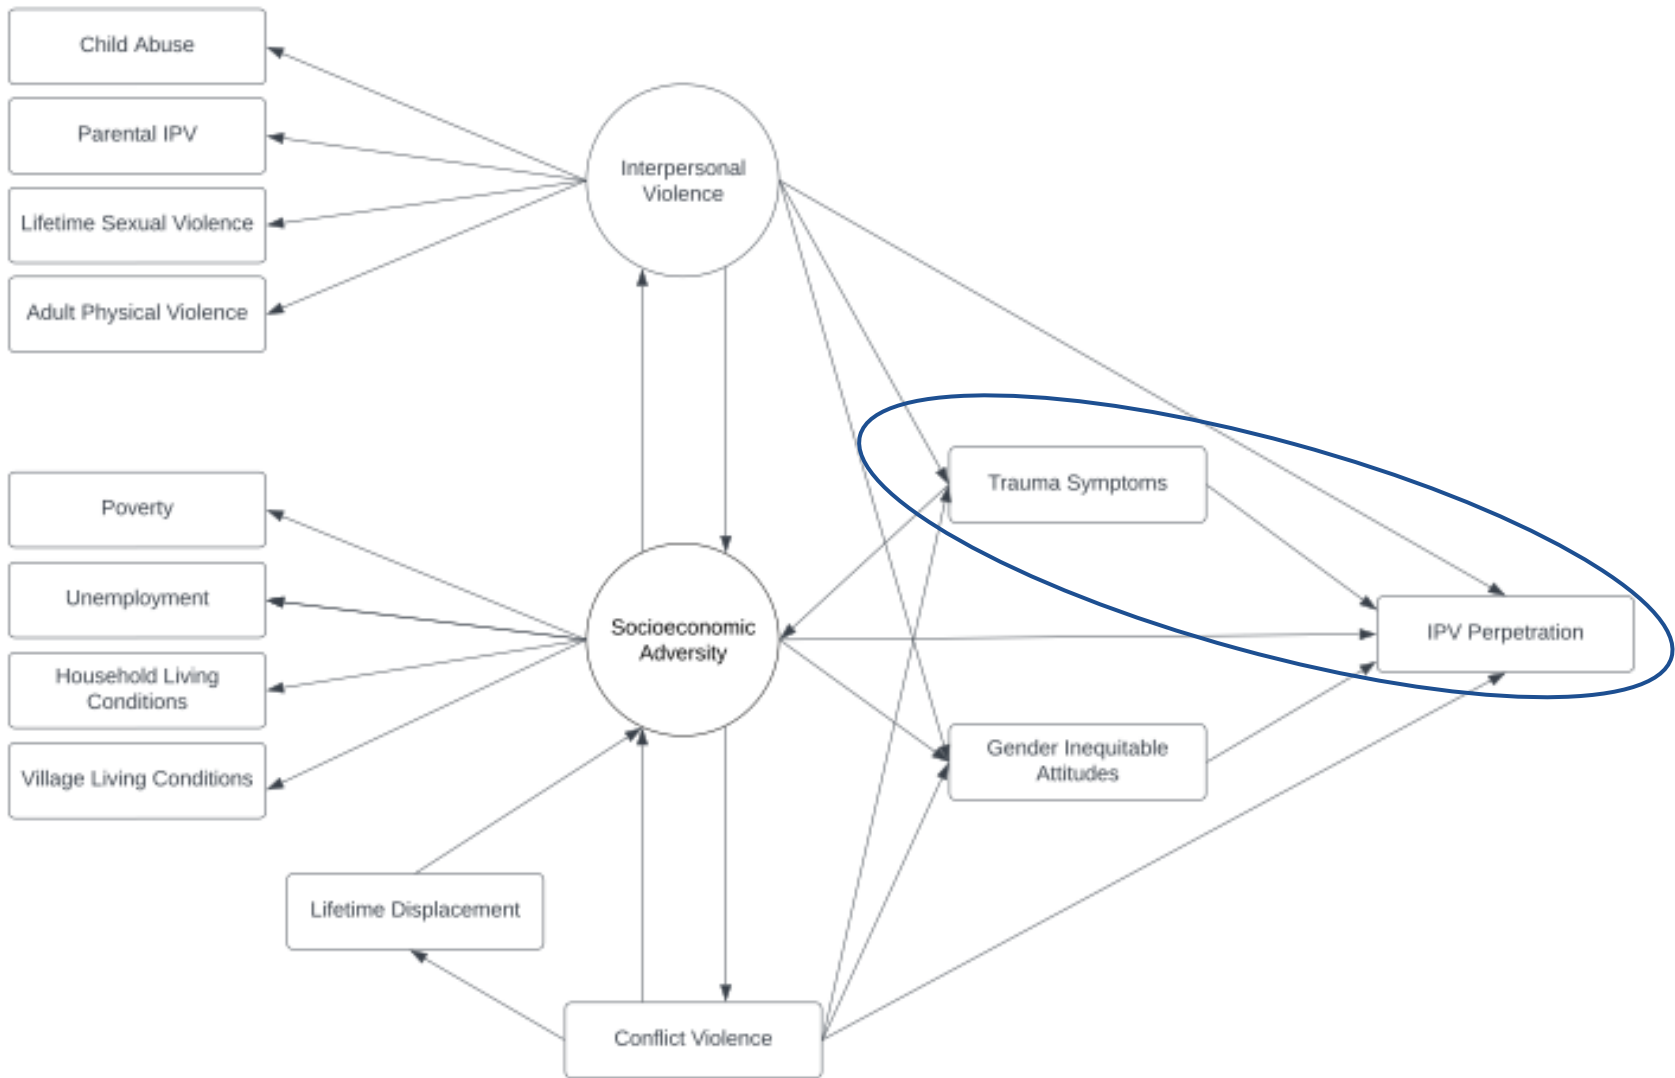 Child Abuse
Parental IPV
Lifetime Sexual Violence
Adult Physical Violence
Interpersonal
Violence
Poverty
Unemployment
Household Living
Conditions
Village Living Conditions
Socioeconomic
Adversity
Trauma Symptoms
IPV Perpetration
Gender Inequitable
Attitudes
Lifetime Displacement
Conflict Violence